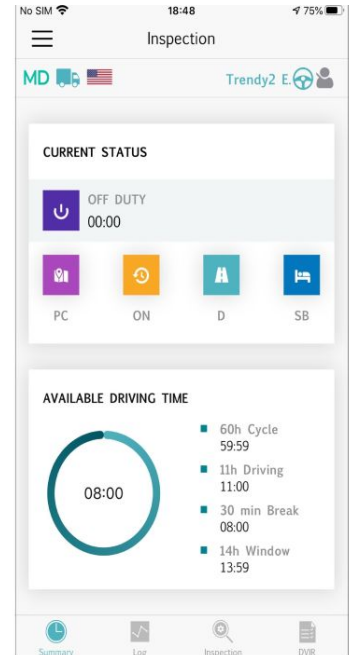 No SIM 18:48 75%
Inspection
MD Trendy2 E.
CURRENT STATUS
OFF DUTY
00:00
PC ON D SB
AVAILABLE DRIVING TIME
60h Cycle
59:59
11h Driving
11:00
08:00
30 min Break
08:00
14h Window
13:59
Summary Log Inspection DVIR